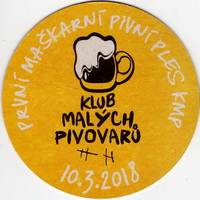 PRVNÍ MAŠKARNÍ PIVNÍ PLES KMP
KLUB
MALÝCH
PIVOVARŮ
10.3.2018